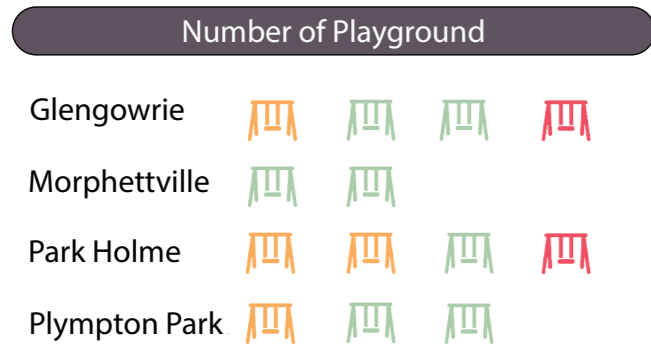 Number of Playground
Glengowrie
Morphettville
Park Holme
Plympton Park